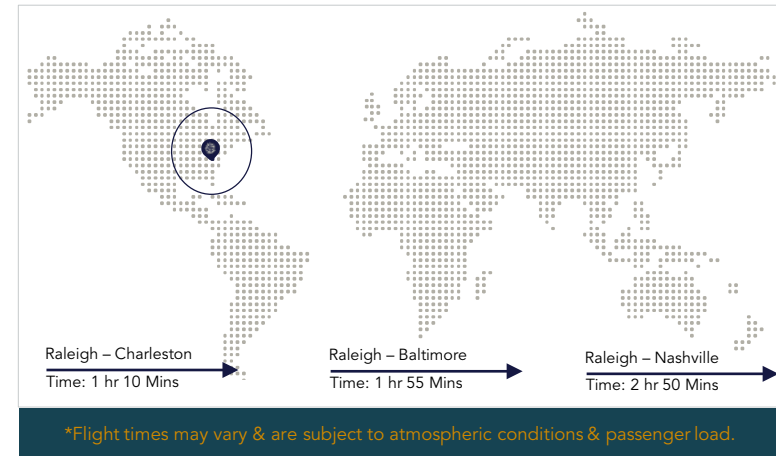 Raleigh – Charleston
Time: 1 hr 10 Mins
Raleigh – Baltimore
Time: 1 hr 55 Mins
Raleigh – Nashville
Time: 2 hr 50 Mins
*Flight times may vary & are subject to atmospheric conditions & passenger load.